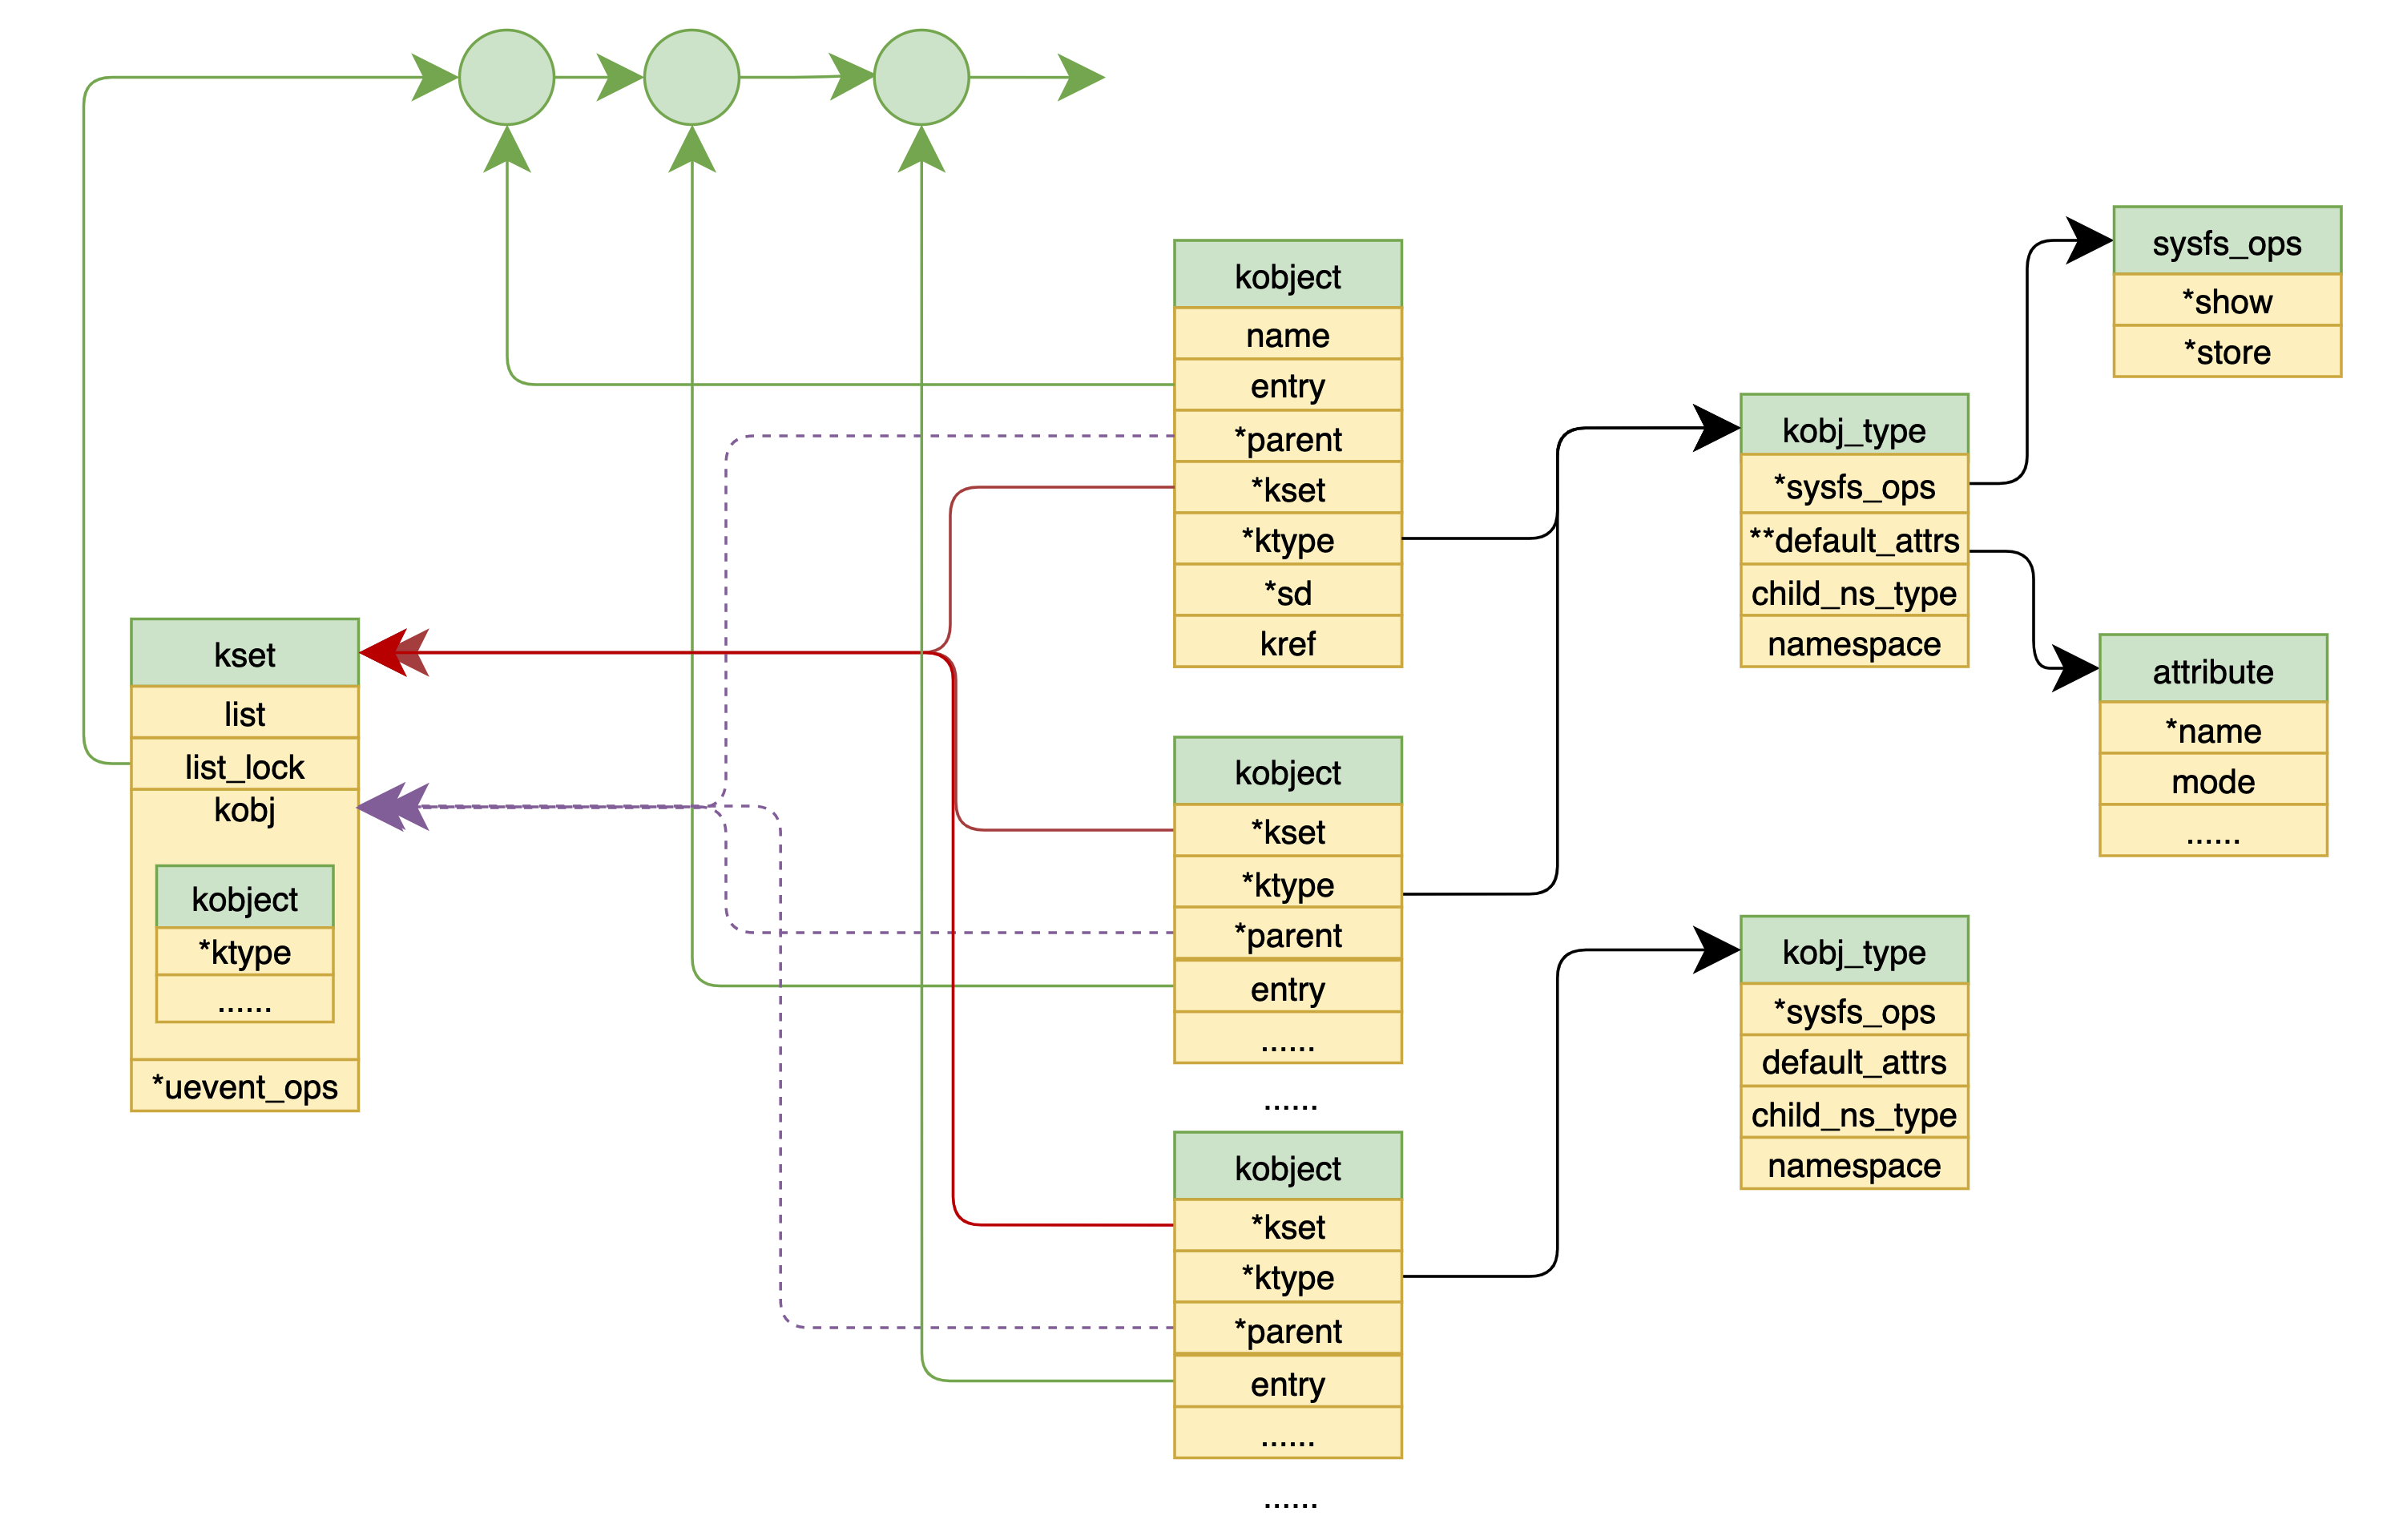 kset
list
list_lock
kobj
kobject
*ktype
......
*uevent_ops
kobject
name
entry
*parent
*kset
*ktype
*sd
kref
kobject
*kset
*ktype
*parent
entry
......
......
kobject
*kset
*ktype
*parent
entry
......
......
kobj_type
*sysfs_ops
**default_attrs
child_ns_type
namespace
kobj_type
*sysfs_ops
default_attrs
child_ns_type
namespace
sysfs_ops
*show
*store
attribute
*name
mode
......